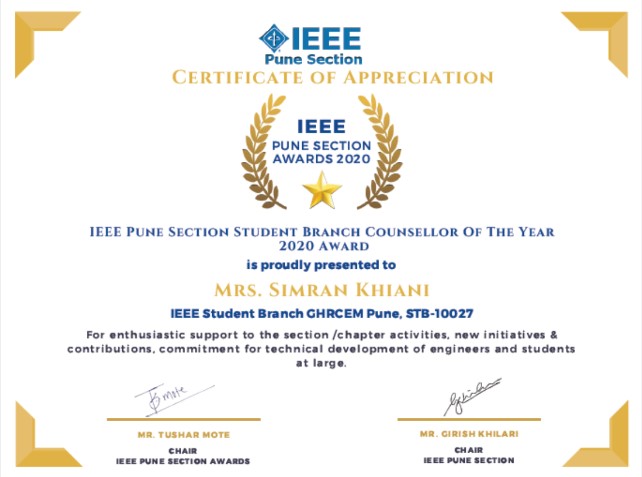 IEEE
Pune Section
CERTIFICATE OF APPRECIATION
IEEE
PUNE SECTION
AWARDS 2020
IEEE PUNE SECTION STUDENT BRANCH COUNSELLOR OF THE YEAR
2020 AWARD
is proudly presented to
MRS. SIMRAN KHIANI
IEEE Student Branch GHRCEM Pune, STB-10027
For enthusiastic support to the section /chapter activities, new initiatives &
contributions, commitment for technical development of engineers and students
at large.
MR. TUSHAR MOTE
CHAIR
IEEE PUNE SECTION AWARDS
MR. GIRISH KHILARI
CHAIR
IEEE PUNE SECTION